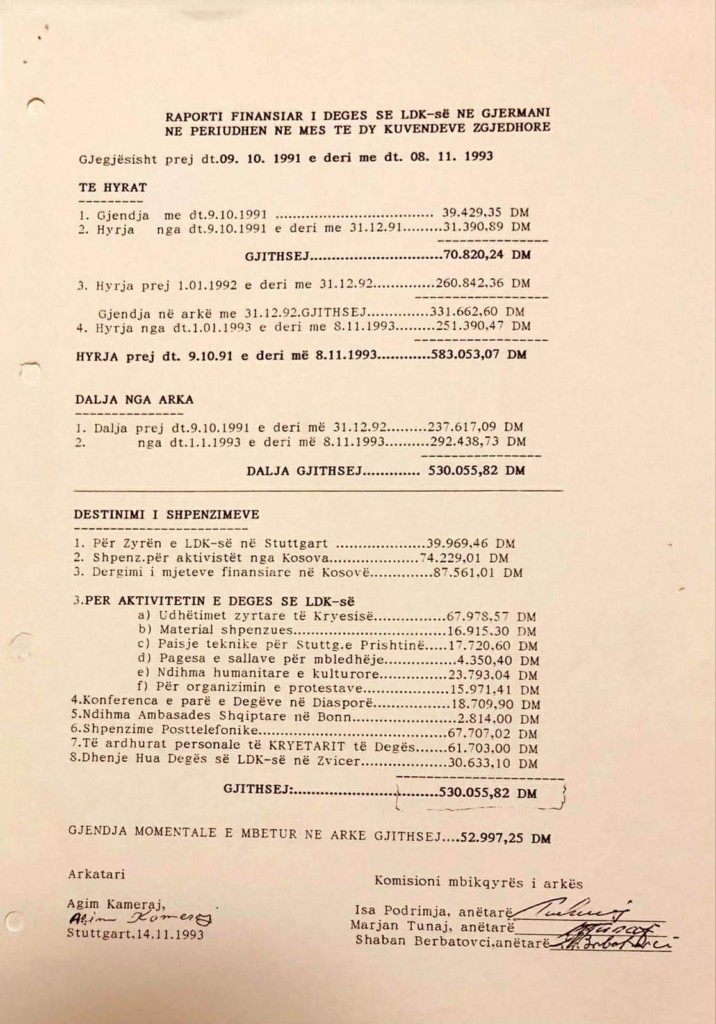 RAPORTI FINANSIAR I DEGES SE LDK-së NE GJERMANI
NE PERIUDHEN NE MES TE DY KUVENDEVE ZGJEDHORE
GJegjësisht prej dt.09. 10. 1991 e deri me dt. 08. 11. 1993
TE HYRAT
1. Gjendja me dt.9.10.1991 .................................. 39.429,35 DM
2. Hyrja nga dt.9.10.1991 e deri me 31.12.91.........31.390,89 DM
GJITHSEJ............................70.820,24 DM
3. Hyrja prej 1.01.1992 e deri me 31.12.92.............260.842,36 DM
Gjendja në arkë me 31.12.92.GJITHSEJ.............331.662,60 DM
4. Hyrja nga dt.1.01.1993 e deri me 8.11.1993.........251.390,47 DM
HYRJA prej dt. 9.10.91 e deri më 8.11.1993............583.053,07 DM
DALJA NGA ARKA
1. Dalja prej dt.9.10.1991 e deri më 31.12.92.........237.617,09 DM
2. nga dt.1.1.1993 e deri më 8.11.1993..........292.438,73 DM
DALJA GJITHSEJ............. 530.055,82 DM
DESTINIMI I SHPENZIMEVE
1. Për Zyrën e LDK-së në Stuttgart ...................39.969,46 DM
2. Shpenz.për aktivistët nga Kosova...................74.229,01 DM
3. Dergimi i mjeteve finansiare në Kosovë.............87.561,01 DM
3.PER AKTIVITETIN E DEGES SE LDK-së
a) Udhëtimet zyrtare të Kryesisë................67.978,57 DM
b) Material shpenzues.................................16.915.30 DM
c) Paisje teknike për Stuttg.e Prishtinë.....17.720,60 DM
d) Pagesa e sallave për mbledhëje..............4.350,40 DM
e) Ndihma humanitare e kulturore..............23.793,04 DM
f) Për organizimin e protestave.................15.971,41 DM
4.Konferenca e parë e Degëve në Diasporë.........18.709,90 DM
5.Ndihma Ambasades Shqiptare në Bonn................2.814,00 DM
6.Shpenzime Posttelefonike...............................67.707,02 DM
7.Të ardhurat personale të KRYETARIT të Degës......61.703,00 DM
8.Dhenje Hua Degës së LDK-së në Zvicer...............30.633,10 DM
GJITHSEJ:................................530.055,82 DM
GJENDJA MOMENTALE E MBETUR NE ARKE GJITHSEJ....52.997,25 DM
Arkatari
Komisioni mbikqyrës i arkës
Agim Kameraj,
Agim Kameraj
Stuttgart,14.11.1993
Isa Podrimja, anëtarë
Marjan Tunaj, anëtarë
Shaban Berbatovci,anëtarë